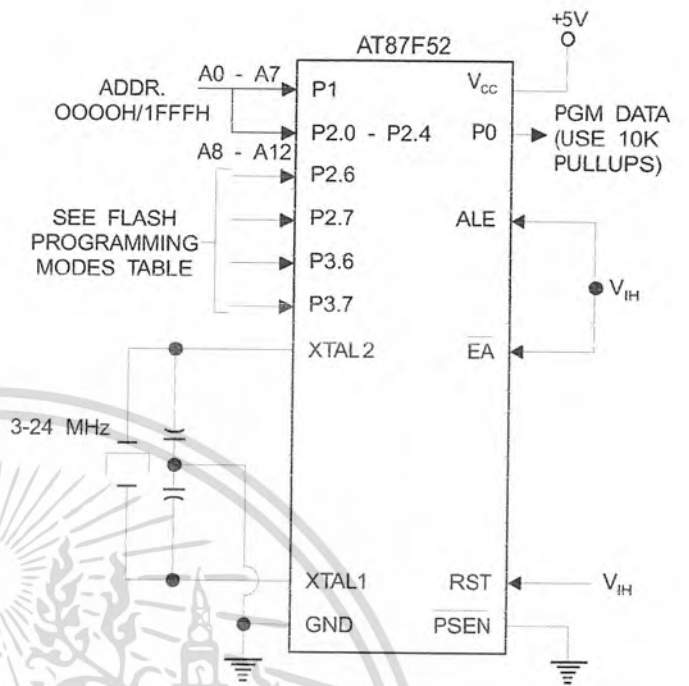 +5V
AT87F52
ADDR.
OOOOH/1FFFH
A0 - A7
P1
VCC
P2.0 - P2.4
P0
PGM DATA
(USE 10K
PULLUPS)
A8 - A12
P2.6
SEE FLASH
PROGRAMMING
MODES TABLE
P2.7
ALE
P3.6
P3.7
VIH
XTAL2
EA
3-24 MHz
XTAL1
RST
VIH
GND
PSEN